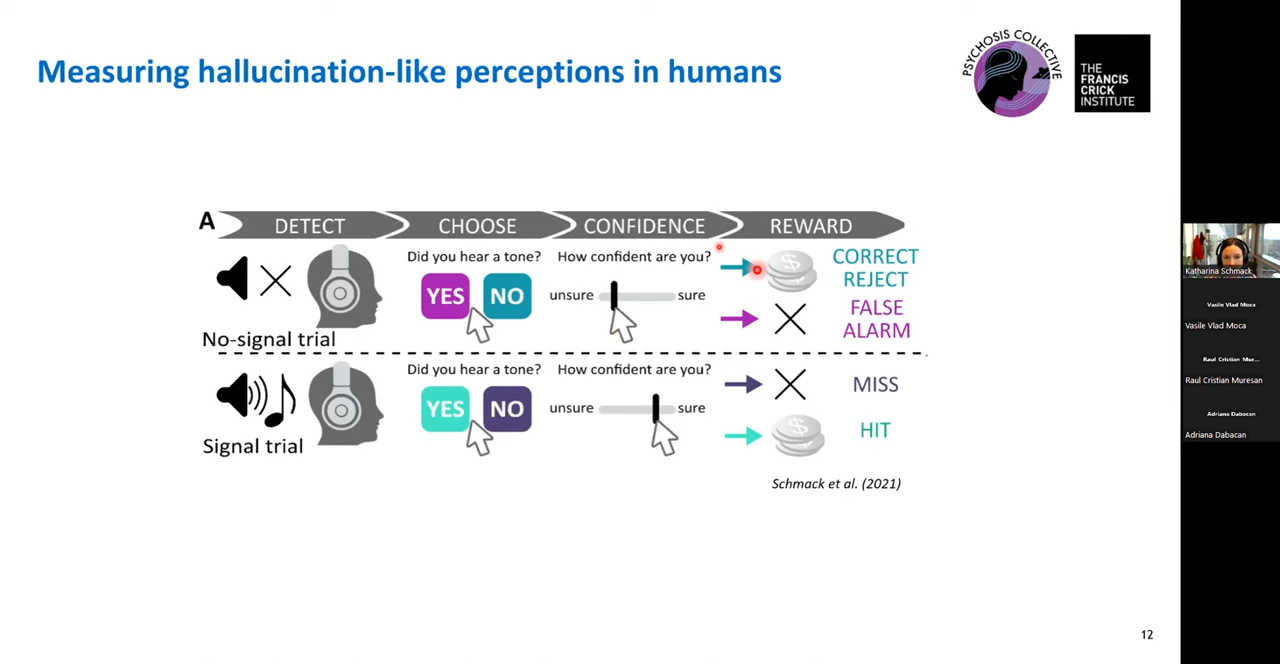 Measuring hallucination-like perceptions in humans
PSYCHOSIS COLLECTIVE
THE
FRANCIS
CRICK
INSTITUTE
A
DETECT
CHOOSE
CONFIDENCE
REWARD
Did you hear a tone?
How confident are you?
YES
NO
unsure
sure
$
CORRECT
REJECT
FALSE
ALARM
No-signal trial
Did you hear a tone?
How confident are you?
YES
NO
unsure
sure
MISS
$
HIT
Signal trial
Schmack et al. (2021)
12
Katharina Schmack
Vasile Vlad Moca
Vasile Vlad Moca
Raul Cristian Mur...
Raul Cristian Muresan
Adriana Dabacan
Adriana Dabacan